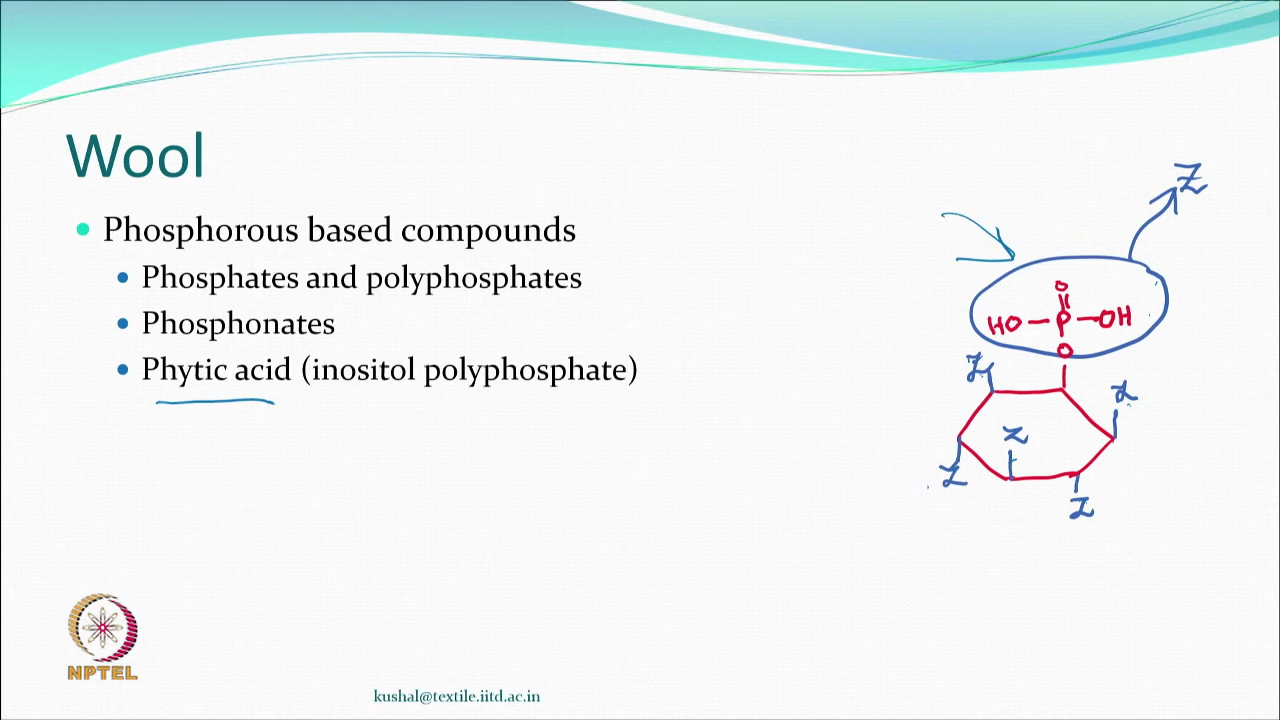 Wool
Phosphorous based compounds
Phosphates and polyphosphates
Phosphonates
Phytic acid (inositol polyphosphate)
Z
O
HO — P — OH
O
Z
Z
Z
Z
Z
NPTEL
kushal@textile.iitd.ac.in